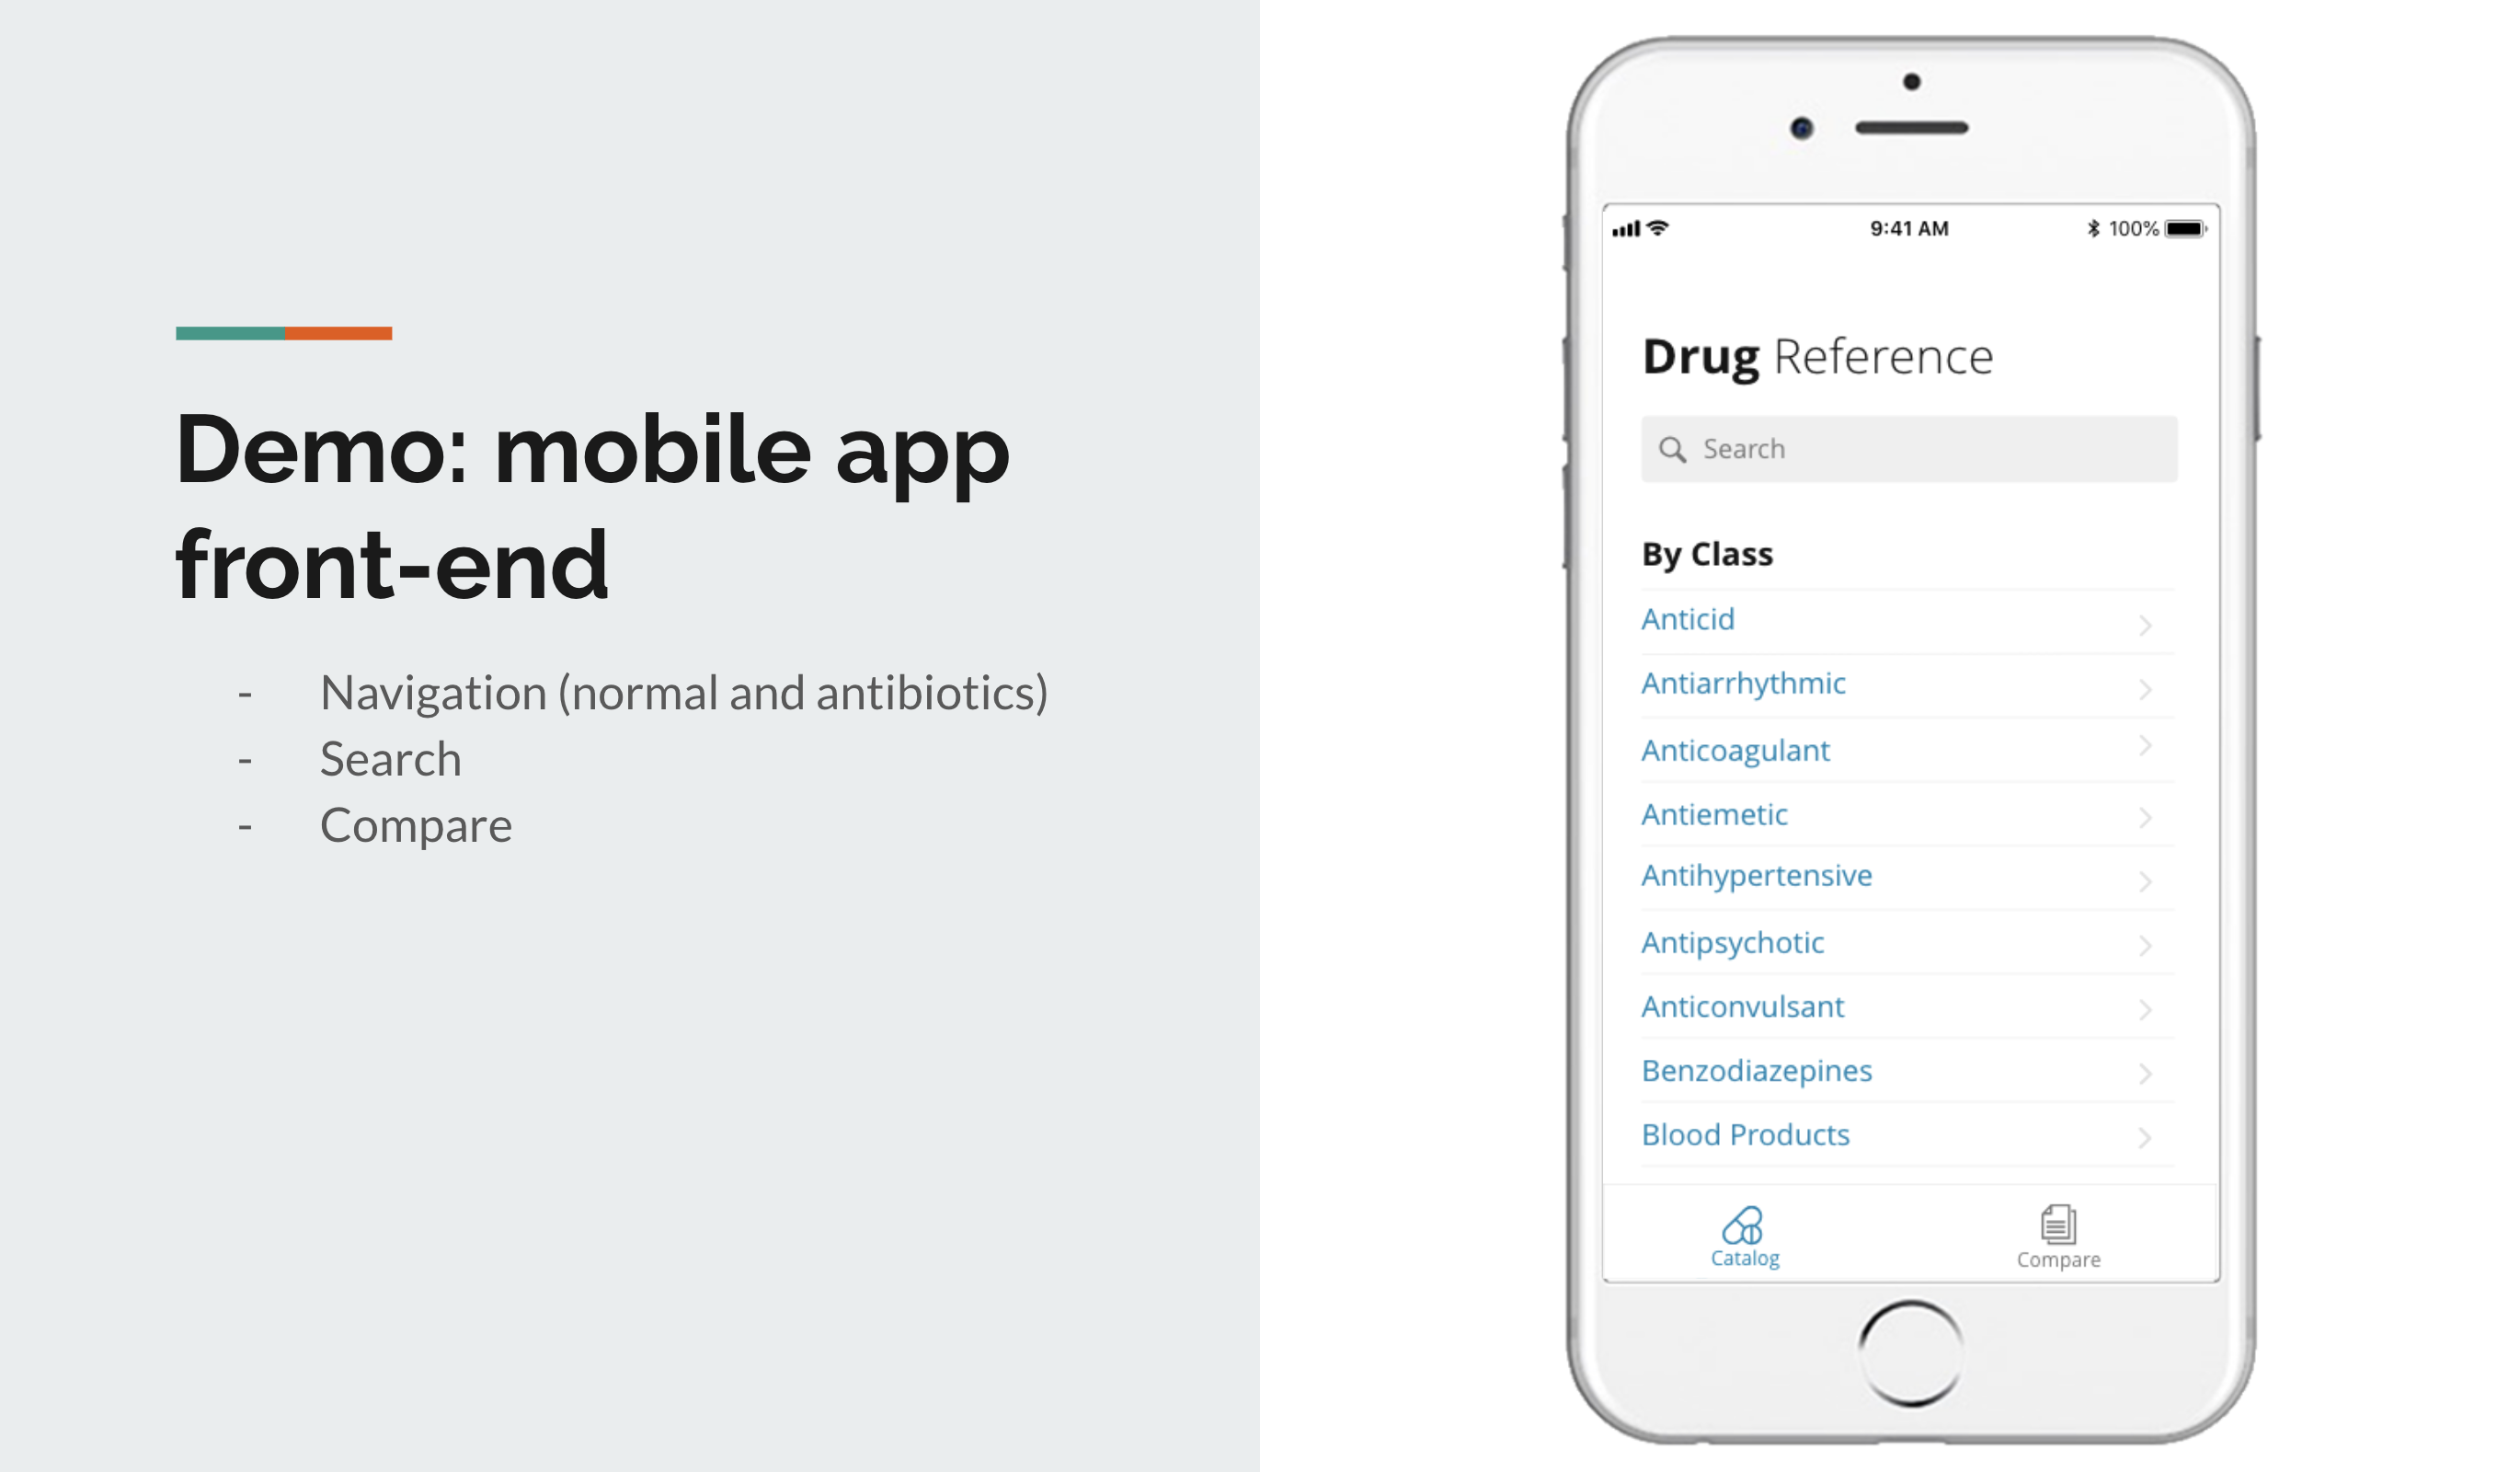 Demo: mobile app
front-end
- Navigation (normal and antibiotics)
- Search
- Compare
9:41 AM
100%
Drug Reference
Search
By Class
Anticid
Antiarrhythmic
Anticoagulant
Antiemetic
Antihypertensive
Antipsychotic
Anticonvulsant
Benzodiazepines
Blood Products
Catalog
Compare